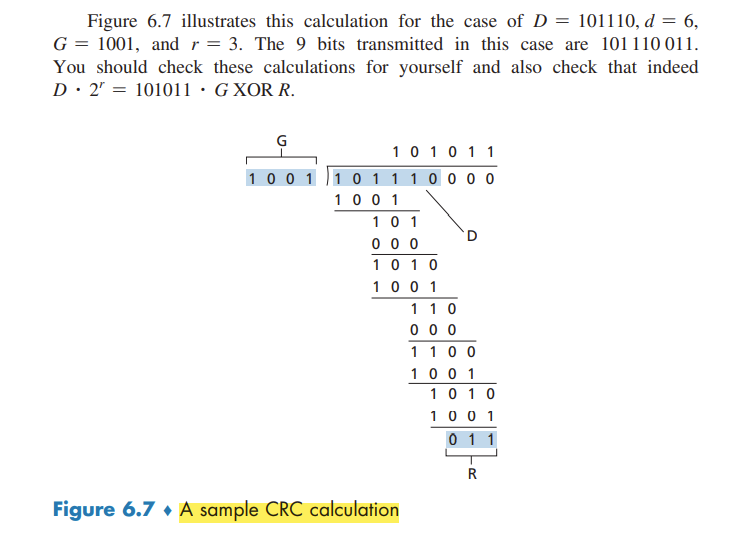 Figure 6.7 illustrates this calculation for the case of D = 101110, d = 6,
G = 1001, and r = 3. The 9 bits transmitted in this case are 101 110 011.
You should check these calculations for yourself and also check that indeed
D · 2^r = 101011 · G XOR R.
G
1 0 1 0 1 1
1 0 0 1 1 0 1 1 1 0 0 0 0
1 0 0 1
1 0 1
D
0 0 0
1 0 1 0
1 0 0 1
1 1 0
0 0 0
1 1 0 0
1 0 0 1
1 0 1 0
1 0 0 1
0 1 1
R
Figure 6.7 ♦ A sample CRC calculation